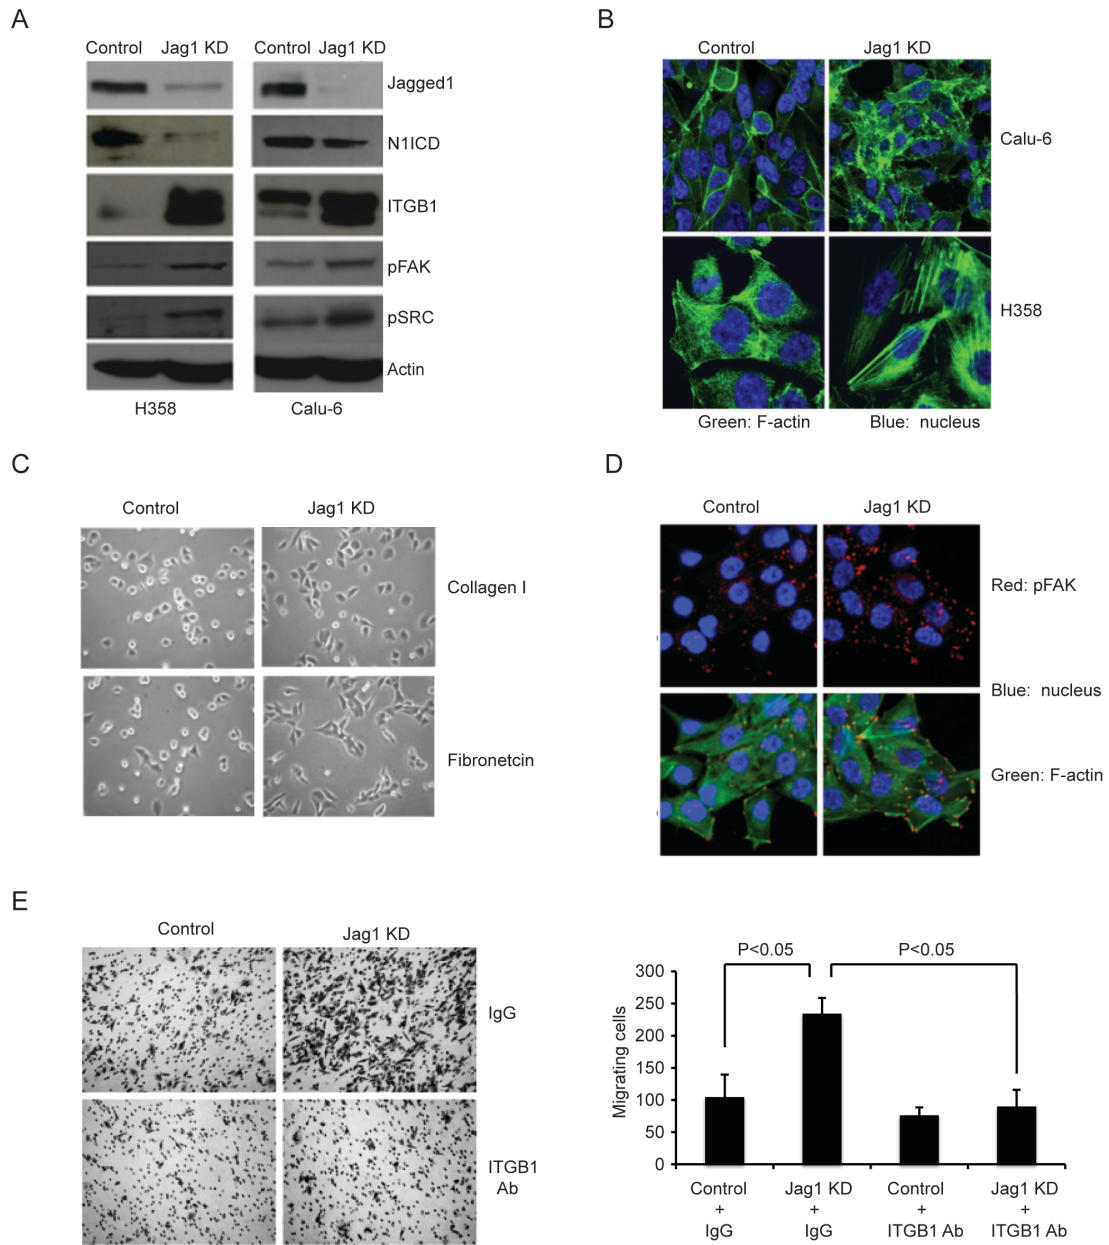 A
Control Jag1 KD Control Jag1 KD
Jagged1
N1ICD
ITGB1
pFAK
pSRC
Actin
H358 Calu-6
B
Control Jag1 KD
Calu-6
H358
Green: F-actin Blue: nucleus
C
Control Jag1 KD
Collagen I
Fibronetcin
D
Control Jag1 KD
Red: pFAK
Blue: nucleus
Green: F-actin
E
Control Jag1 KD
IgG
ITGB1
Ab
P<0.05 P<0.05
Migrating cells
300
250
200
150
100
50
0
Control Jag1 KD Control Jag1 KD
+ + + +
IgG IgG ITGB1 Ab ITGB1 Ab